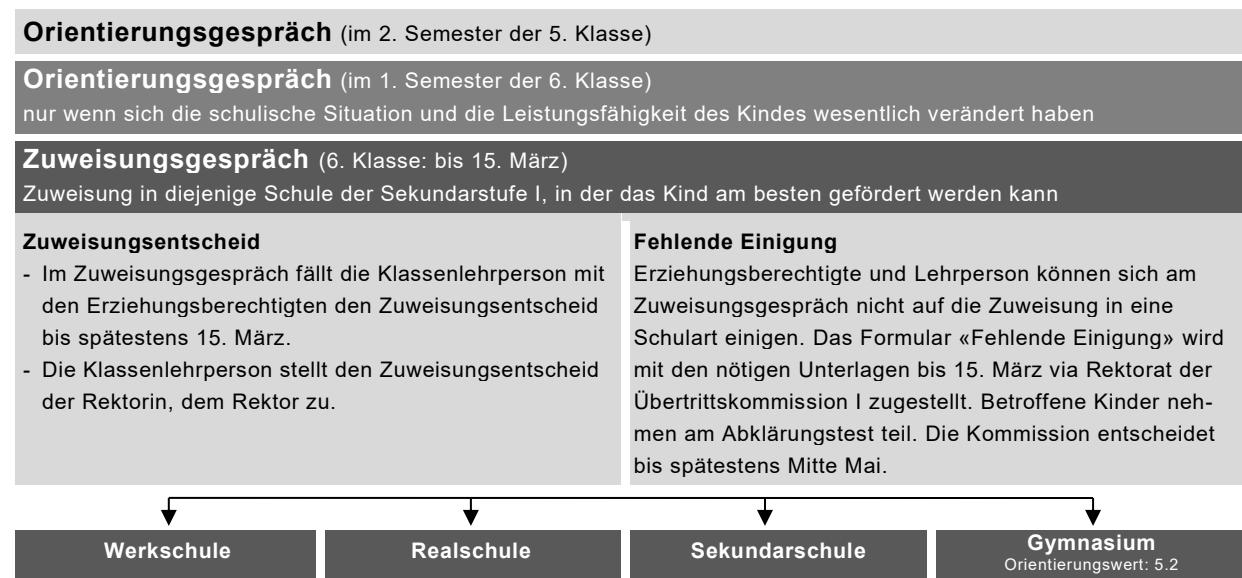 Orientierungsgespräch (im 2. Semester der 5. Klasse)
Orientierungsgespräch (im 1. Semester der 6. Klasse)
nur wenn sich die schulische Situation und die Leistungsfähigkeit des Kindes wesentlich verändert haben
Zuweisungsgespräch (6. Klasse: bis 15. März)
Zuweisung in diejenige Schule der Sekundarstufe I, in der das Kind am besten gefördert werden kann
Zuweisungsentscheid
- Im Zuweisungsgespräch fällt die Klassenlehrperson mit
den Erziehungsberechtigten den Zuweisungsentscheid
bis spätestens 15. März.
- Die Klassenlehrperson stellt den Zuweisungsentscheid
der Rektorin, dem Rektor zu.
Fehlende Einigung
Erziehungsberechtigte und Lehrperson können sich am
Zuweisungsgespräch nicht auf die Zuweisung in eine
Schulart einigen. Das Formular «Fehlende Einigung» wird
mit den nötigen Unterlagen bis 15. März via Rektorat der
Übertrittskommission I zugestellt. Betroffene Kinder neh-
men am Abklärungstest teil. Die Kommission entscheidet
bis spätestens Mitte Mai.
Werkschule
Realschule
Sekundarschule
Gymnasium
Orientierungswert: 5.2